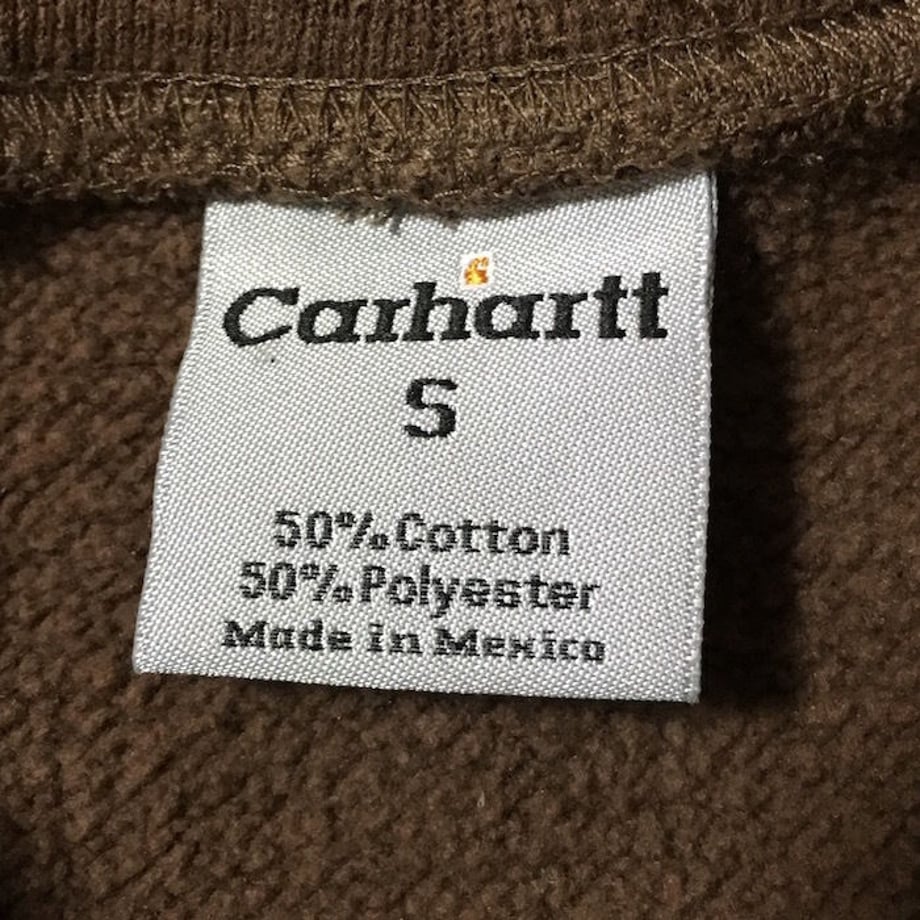 Carhartt
S
50% Cotton
50% Polyester
Made in Mexico